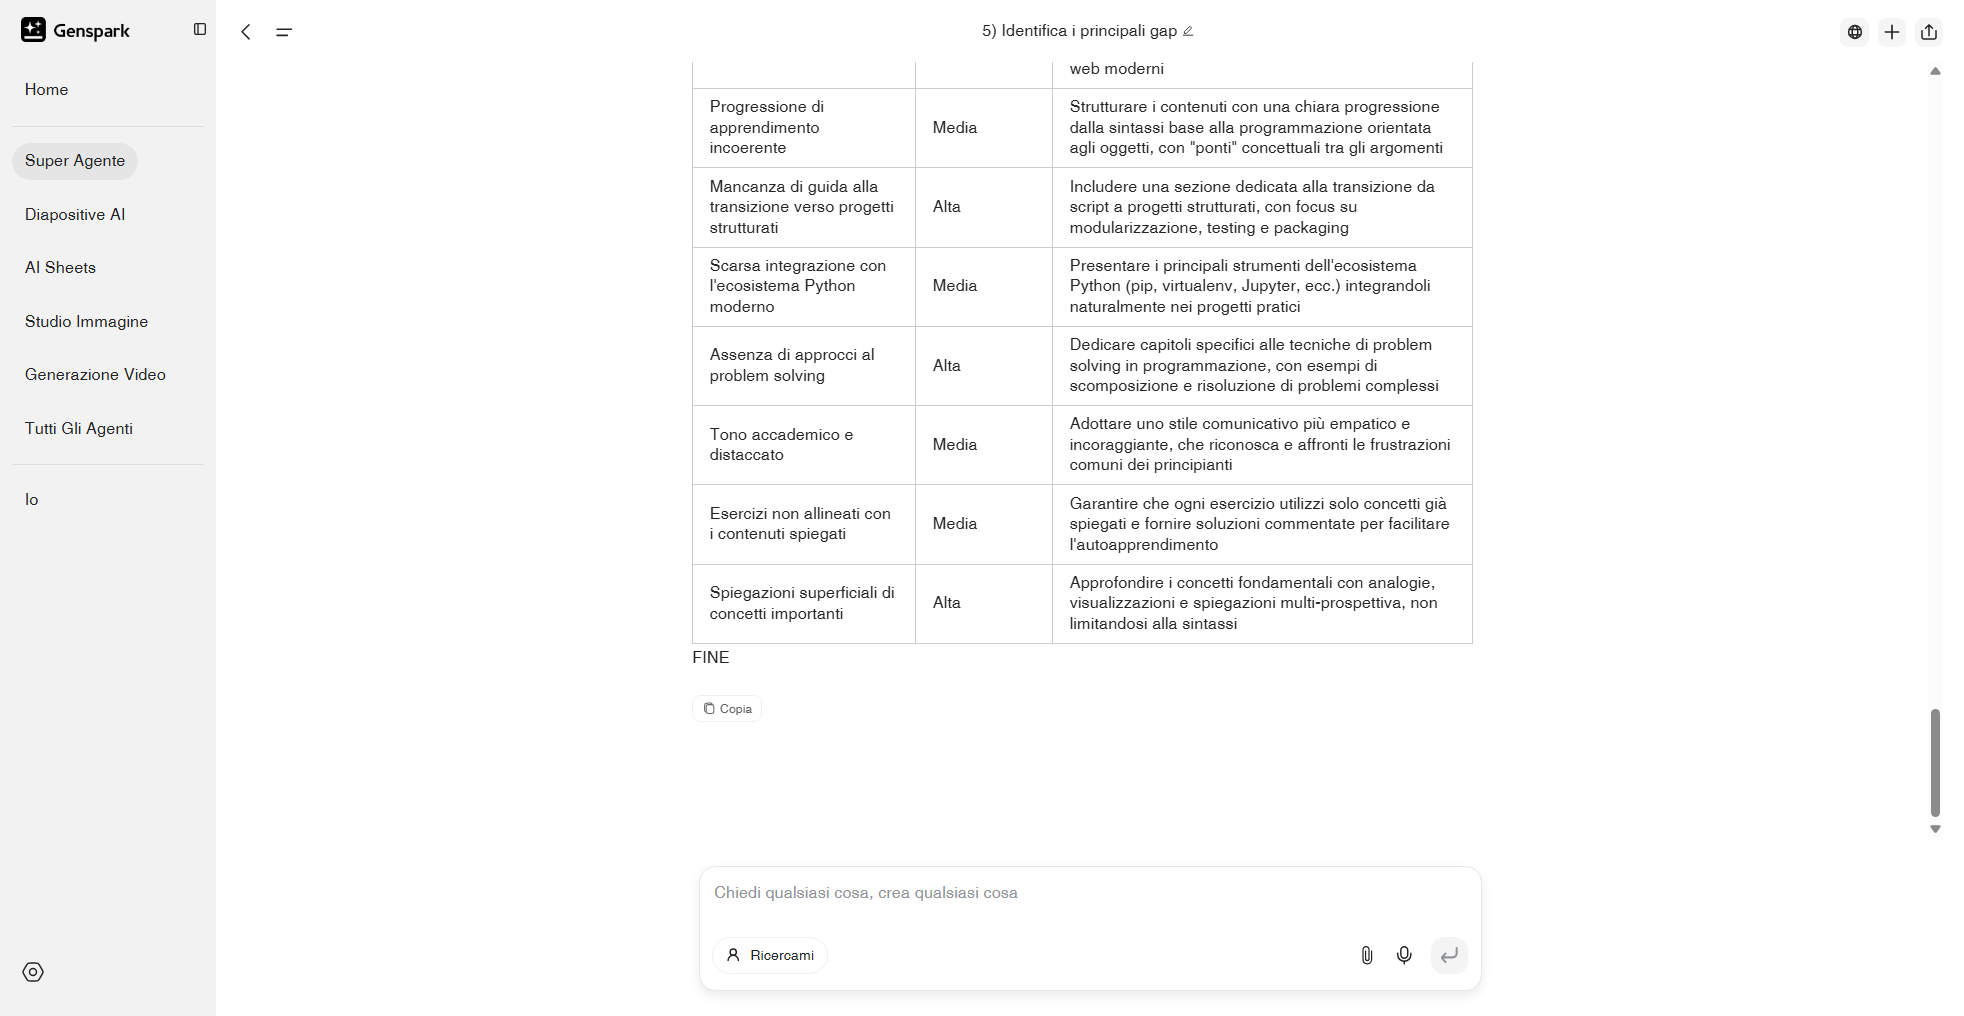 Genspark
5) Identifica i principali gap
Home
Super Agente
Diapositive AI
AI Sheets
Studio Immagine
Generazione Video
Tutti Gli Agenti
Io
web moderni
Progressione di
apprendimento
incoerente
Media
Strutturare i contenuti con una chiara progressione
dalla sintassi base alla programmazione orientata
agli oggetti, con "ponti" concettuali tra gli argomenti
Mancanza di guida alla
transizione verso progetti
strutturati
Alta
Includere una sezione dedicata alla transizione da
script a progetti strutturati, con focus su
modularizzazione, testing e packaging
Scarsa integrazione con
l'ecosistema Python
moderno
Media
Presentare i principali strumenti dell'ecosistema
Python (pip, virtualenv, Jupyter, ecc.) integrandoli
naturalmente nei progetti pratici
Assenza di approcci al
problem solving
Alta
Dedicare capitoli specifici alle tecniche di problem
solving in programmazione, con esempi di
scomposizione e risoluzione di problemi complessi
Tono accademico e
distaccato
Media
Adottare uno stile comunicativo più empatico e
incoraggiante, che riconosca e affronti le frustrazioni
comuni dei principianti
Esercizi non allineati con
i contenuti spiegati
Media
Garantire che ogni esercizio utilizzi solo concetti già
spiegati e fornire soluzioni commentate per facilitare
l'autoapprendimento
Spiegazioni superficiali di
concetti importanti
Alta
Approfondire i concetti fondamentali con analogie,
visualizzazioni e spiegazioni multi-prospettiva, non
limitandosi alla sintassi
FINE
Copia
Chiedi qualsiasi cosa, crea qualsiasi cosa
Ricercami